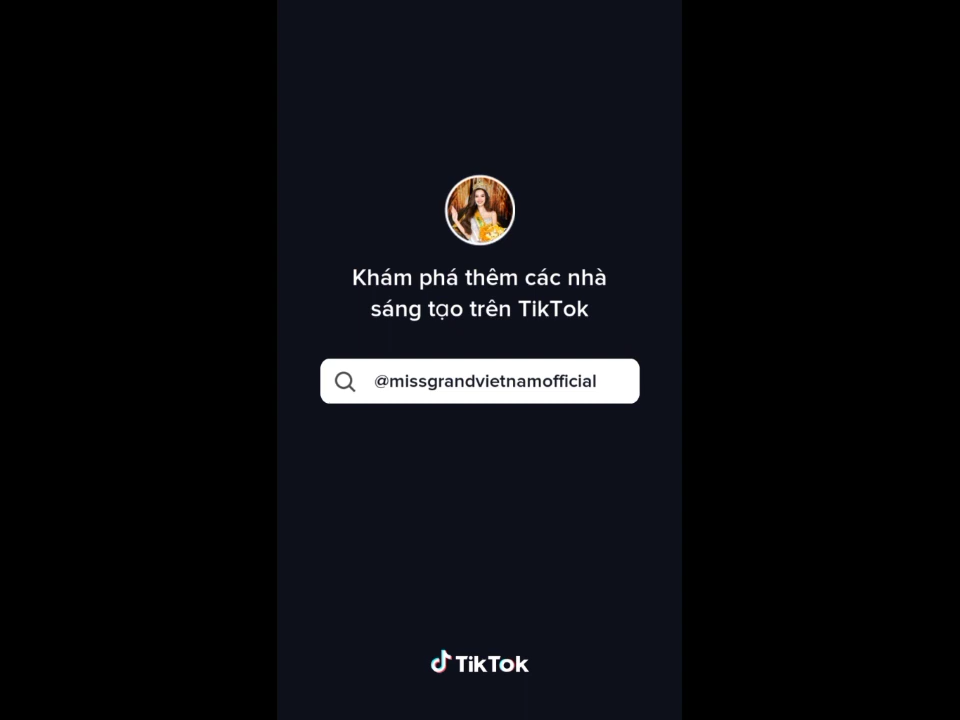 Khám phá thêm các nhà
sáng tạo trên TikTok
@missgrandvietnamofficial
TikTok